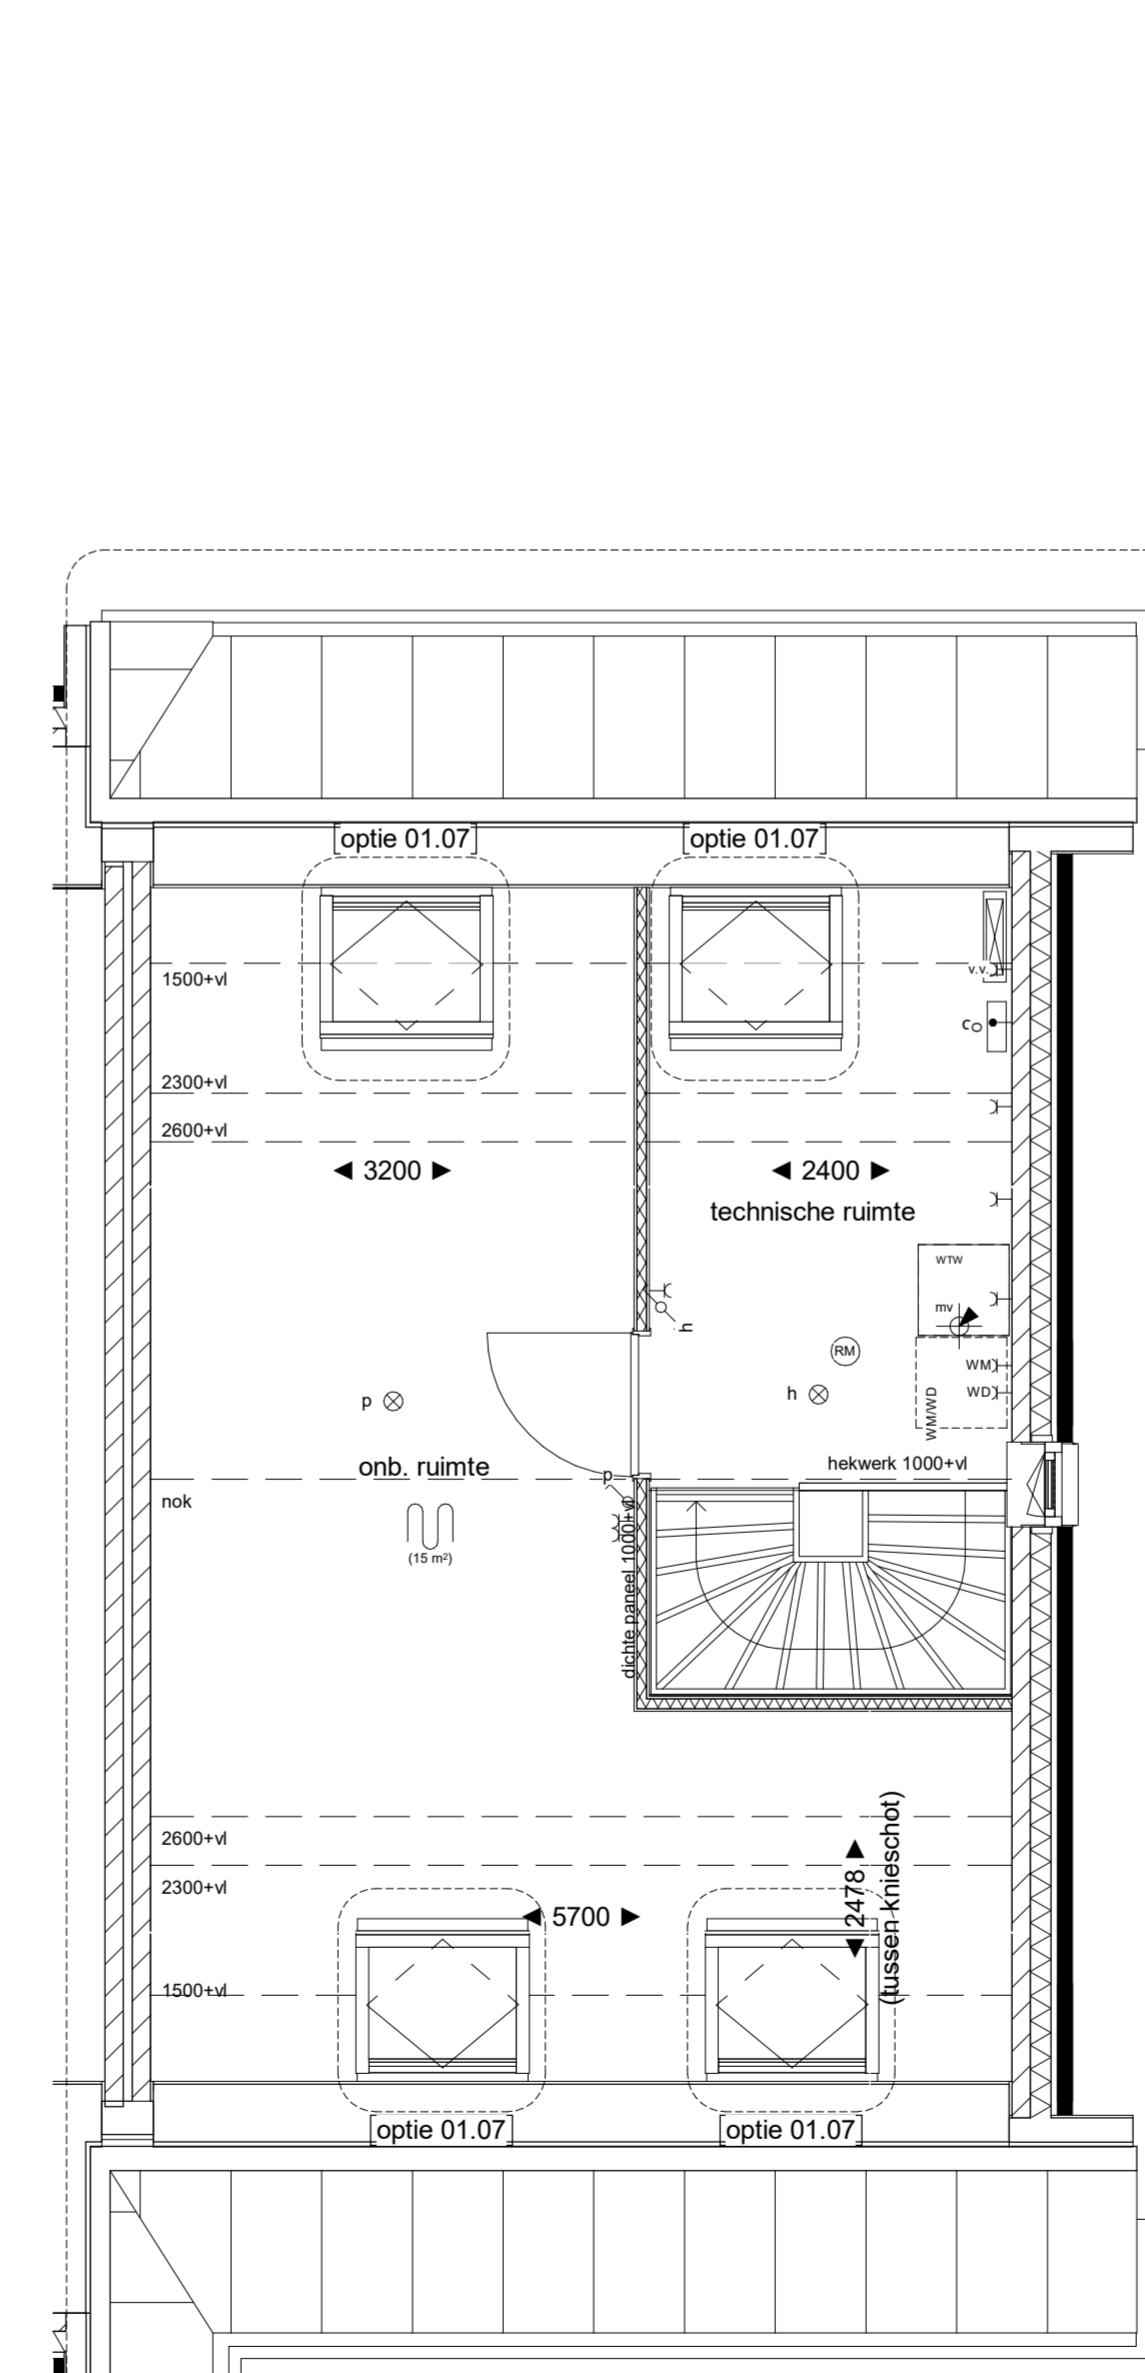 optie 01.07
optie 01.07
1500+vl
v.v.
c
2300+vl
2600+vl
◄ 3200 ►
◄ 2400 ►
technische ruimte
WTW
mv
h
RM
WM
p
h
WD
WM/WD
onb. ruimte
p
hekwerk 1000+vl
nok
(15 m²)
dichte paneel 1000+vl
2600+vl
2300+vl
◄ 2478 ►
(tussen knieschot)
◄ 5700 ►
1500+vl
optie 01.07
optie 01.07